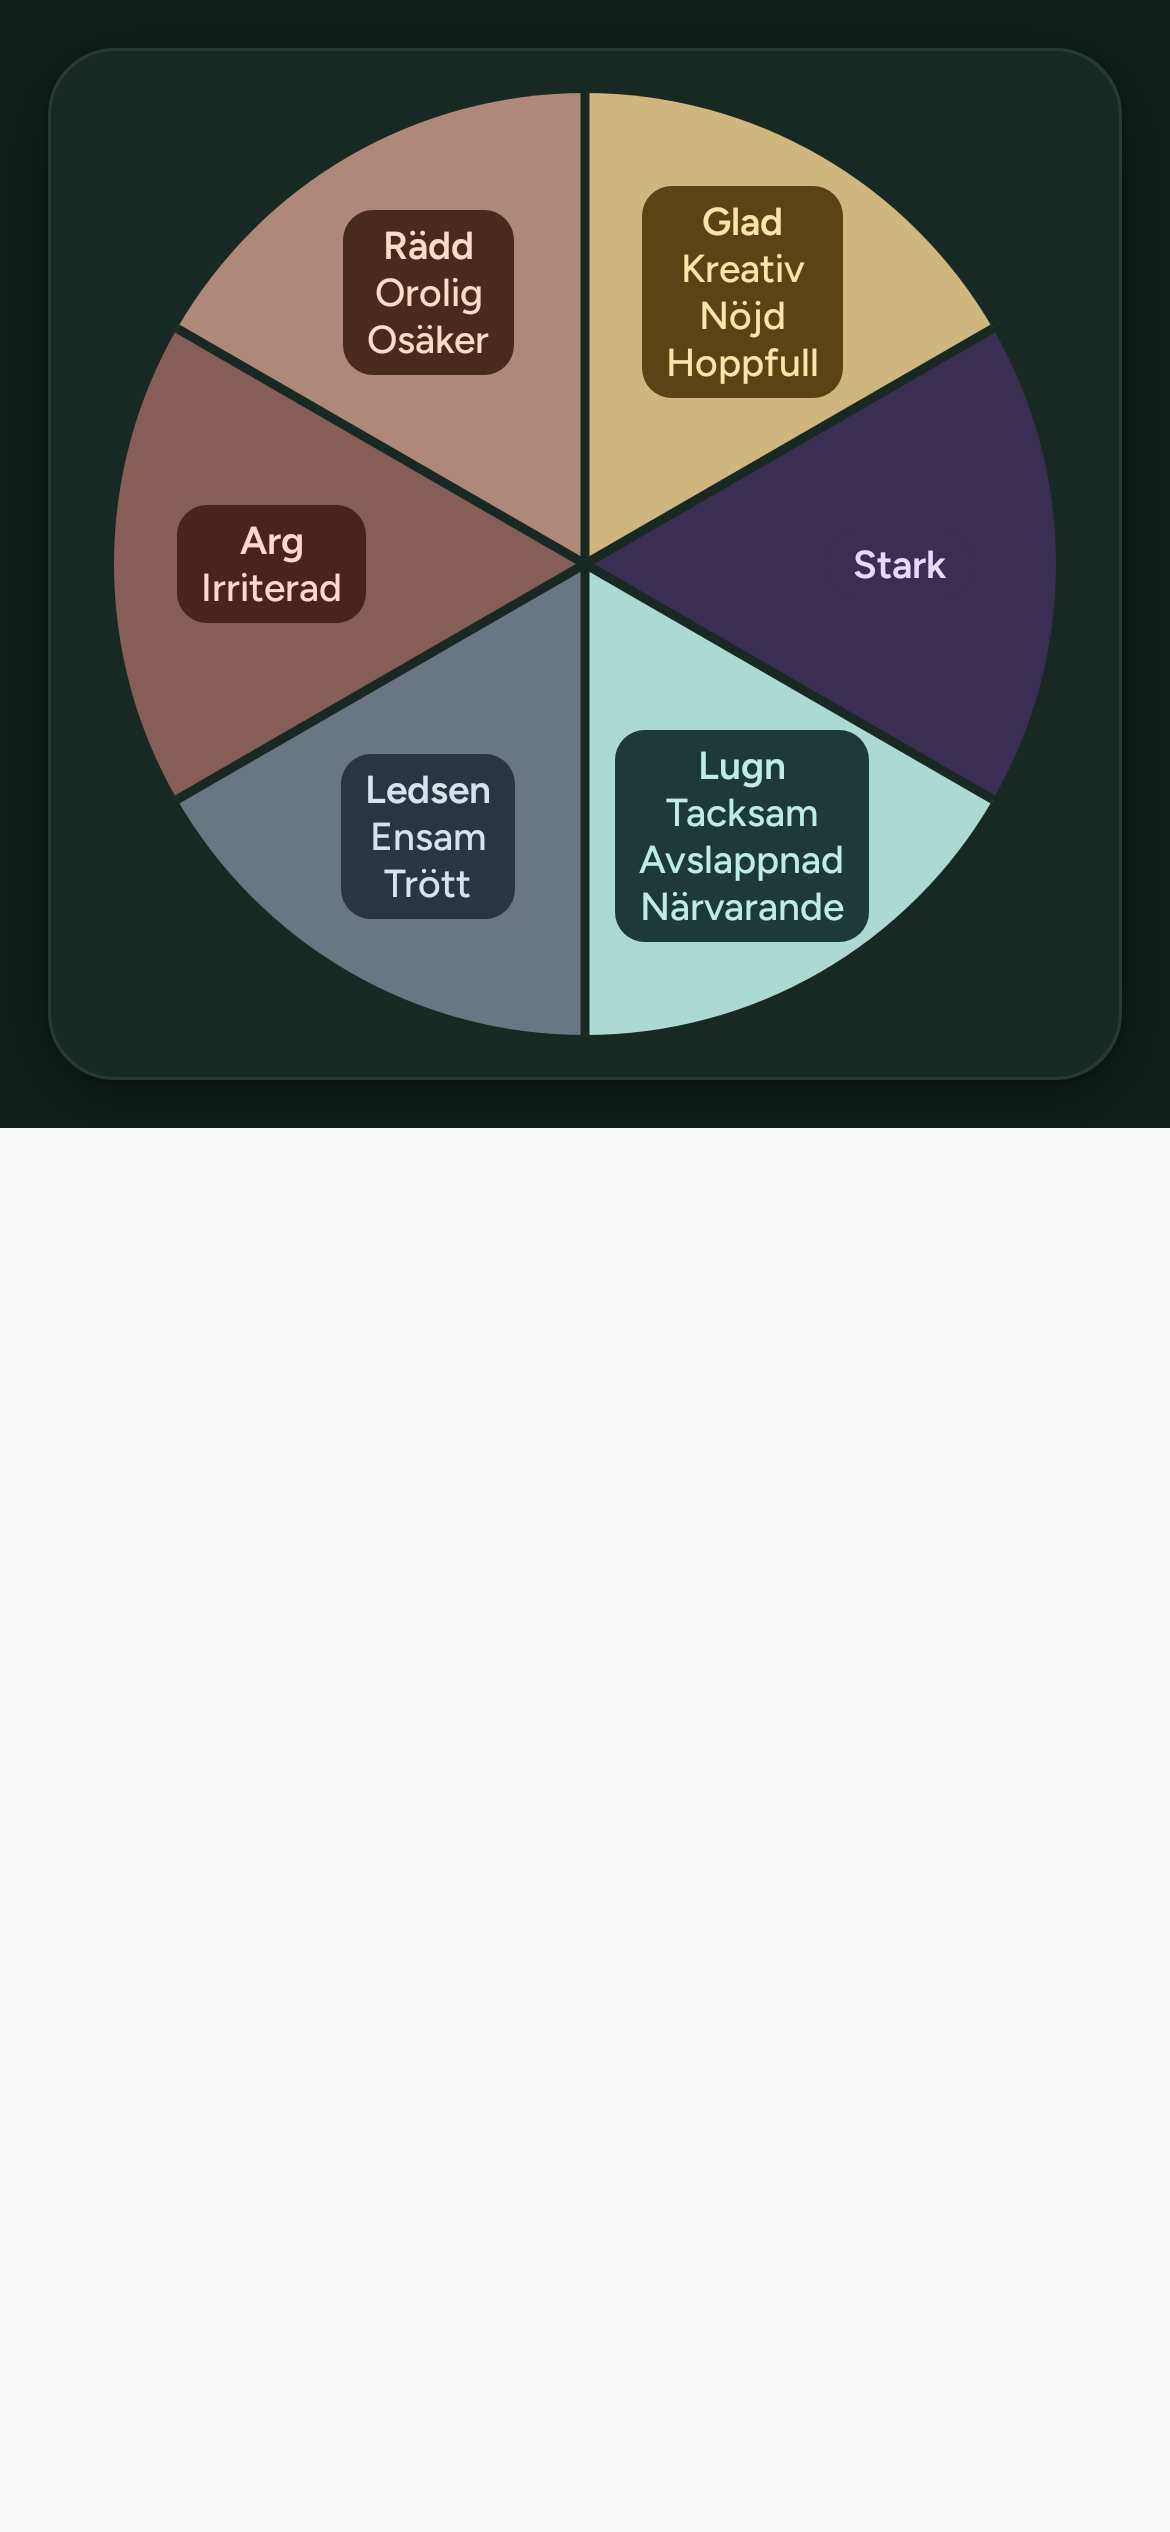 Rädd
Orolig
Osäker
Glad
Kreativ
Nöjd
Hoppfull
Arg
Irriterad
Stark
Ledsen
Ensam
Trött
Lugn
Tacksam
Avslappnad
Närvarande